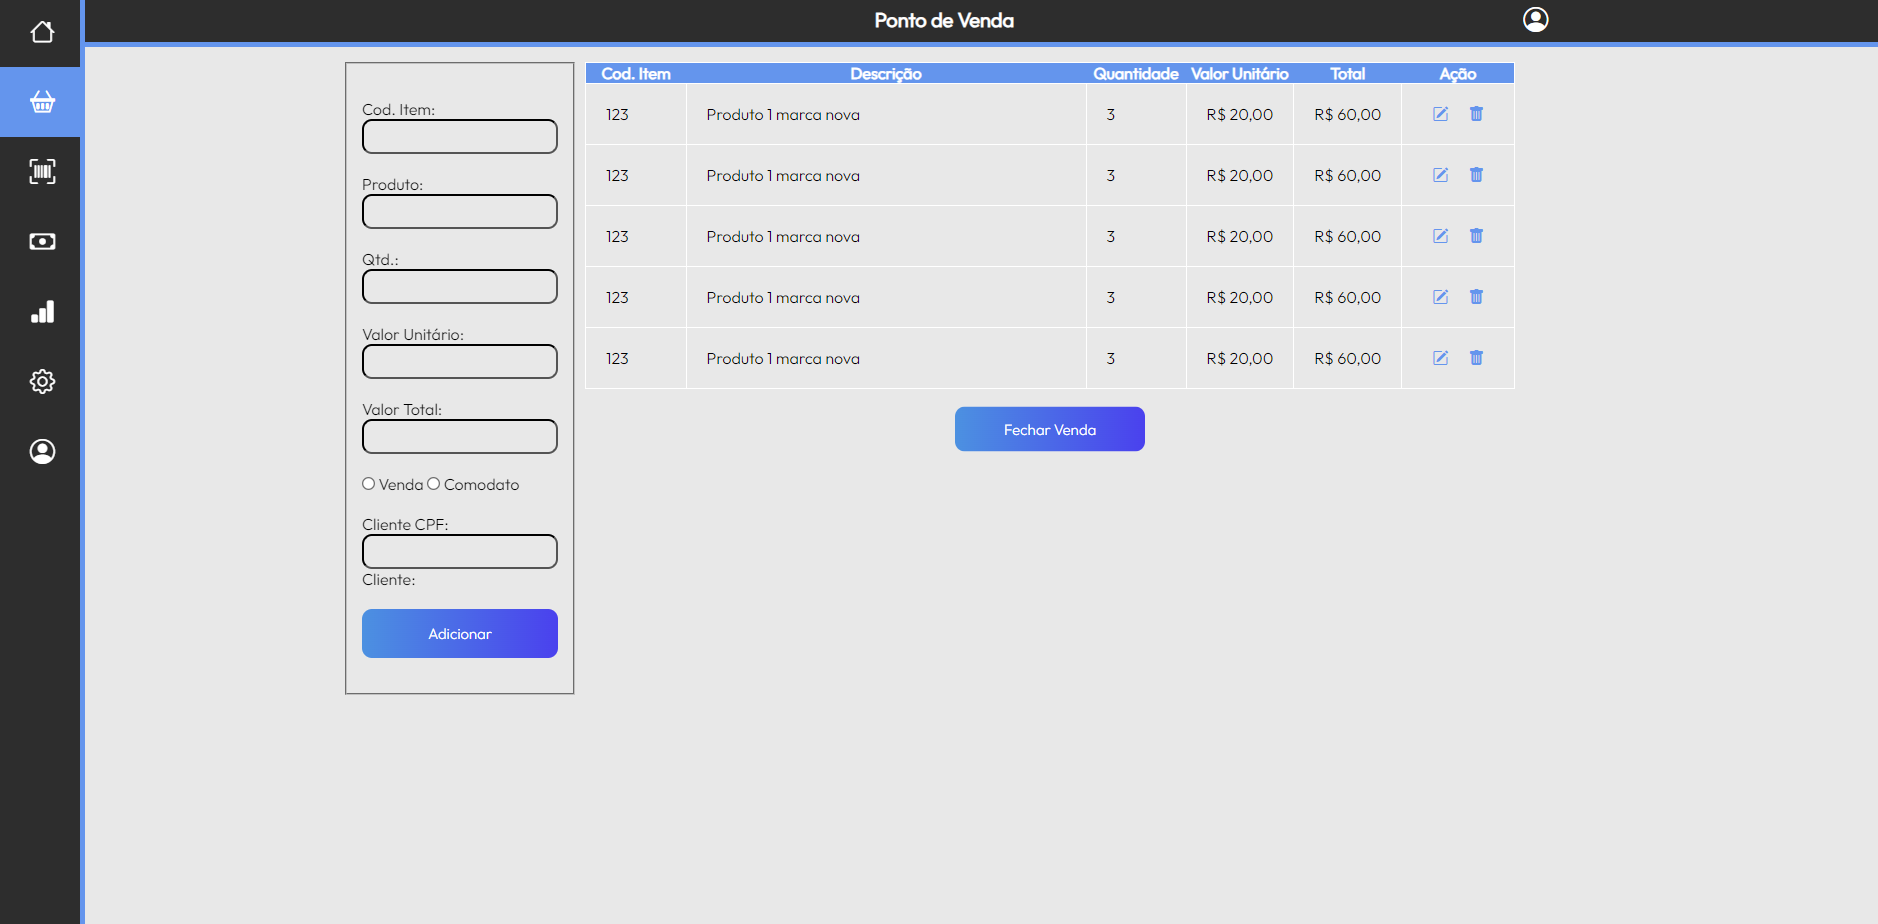 Ponto de Venda
Cod. Item:
Produto:
Qtd.:
Valor Unitário:
Valor Total:
Venda Comodato
Cliente CPF:
Cliente:
Adicionar
Cod. Item Descrição Quantidade Valor Unitário Total Ação
123 Produto 1 marca nova 3 R$ 20,00 R$ 60,00
123 Produto 1 marca nova 3 R$ 20,00 R$ 60,00
123 Produto 1 marca nova 3 R$ 20,00 R$ 60,00
123 Produto 1 marca nova 3 R$ 20,00 R$ 60,00
123 Produto 1 marca nova 3 R$ 20,00 R$ 60,00
Fechar Venda